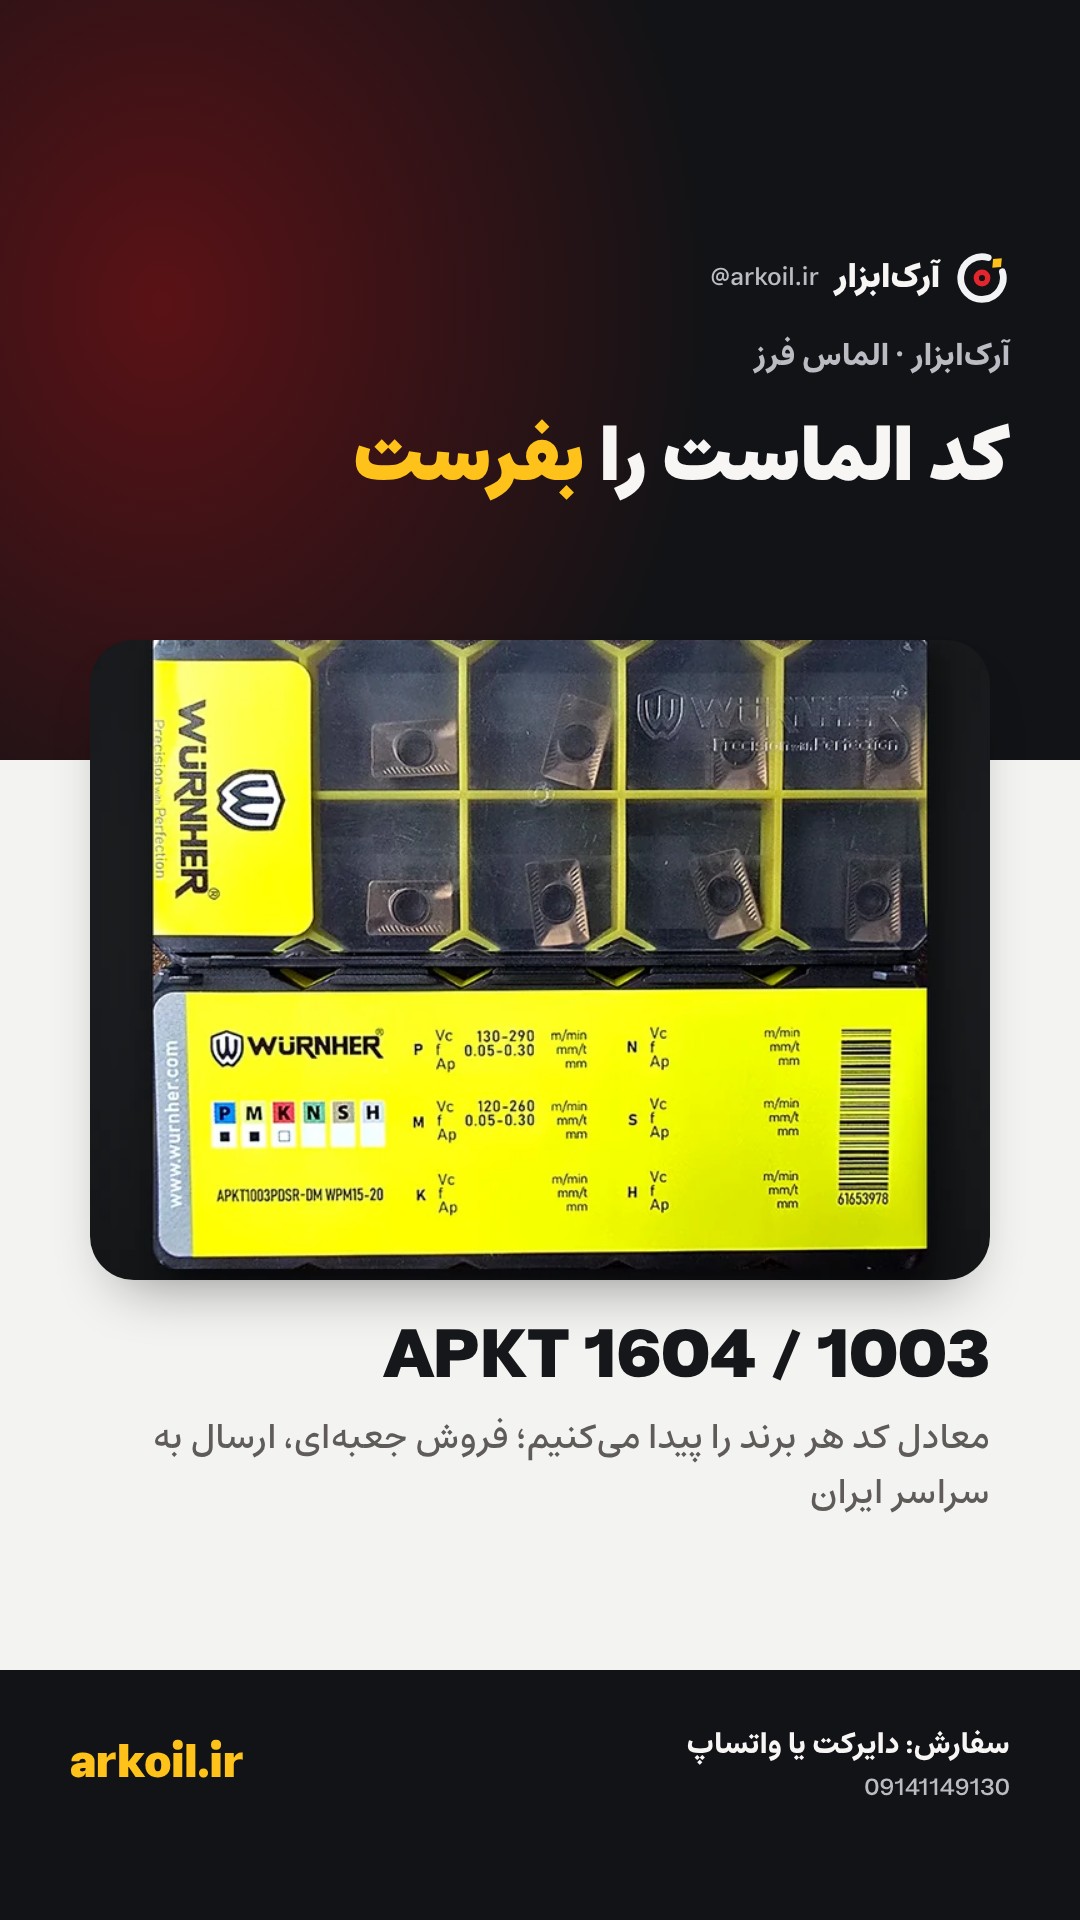 آرک‌ابزار @arkoil.ir
آرک‌ابزار · الماس فرز
کد الماست را بفرست
WÜRNHER®
Precision with Perfection
WÜRNHER
Precision with Perfection
www.wurnher.com
WÜRNHER®
P M K N S H
APKT1003PDSR-DM WPM15-20
P Vc 130-290 m/min
f 0.05-0.30 mm/t
Ap mm
M Vc 120-260 m/min
f 0.05-0.30 mm/t
Ap mm
K Vc m/min
f mm/t
Ap mm
N Vc m/min
f mm/t
Ap mm
S Vc m/min
f mm/t
Ap mm
H Vc m/min
f mm/t
Ap mm
61653978
APKT 1604 / 1003
معادل کد هر برند را پیدا می‌کنیم؛ فروش جعبه‌ای، ارسال به
سراسر ایران
سفارش: دایرکت یا واتساپ
09141149130
arkoil.ir